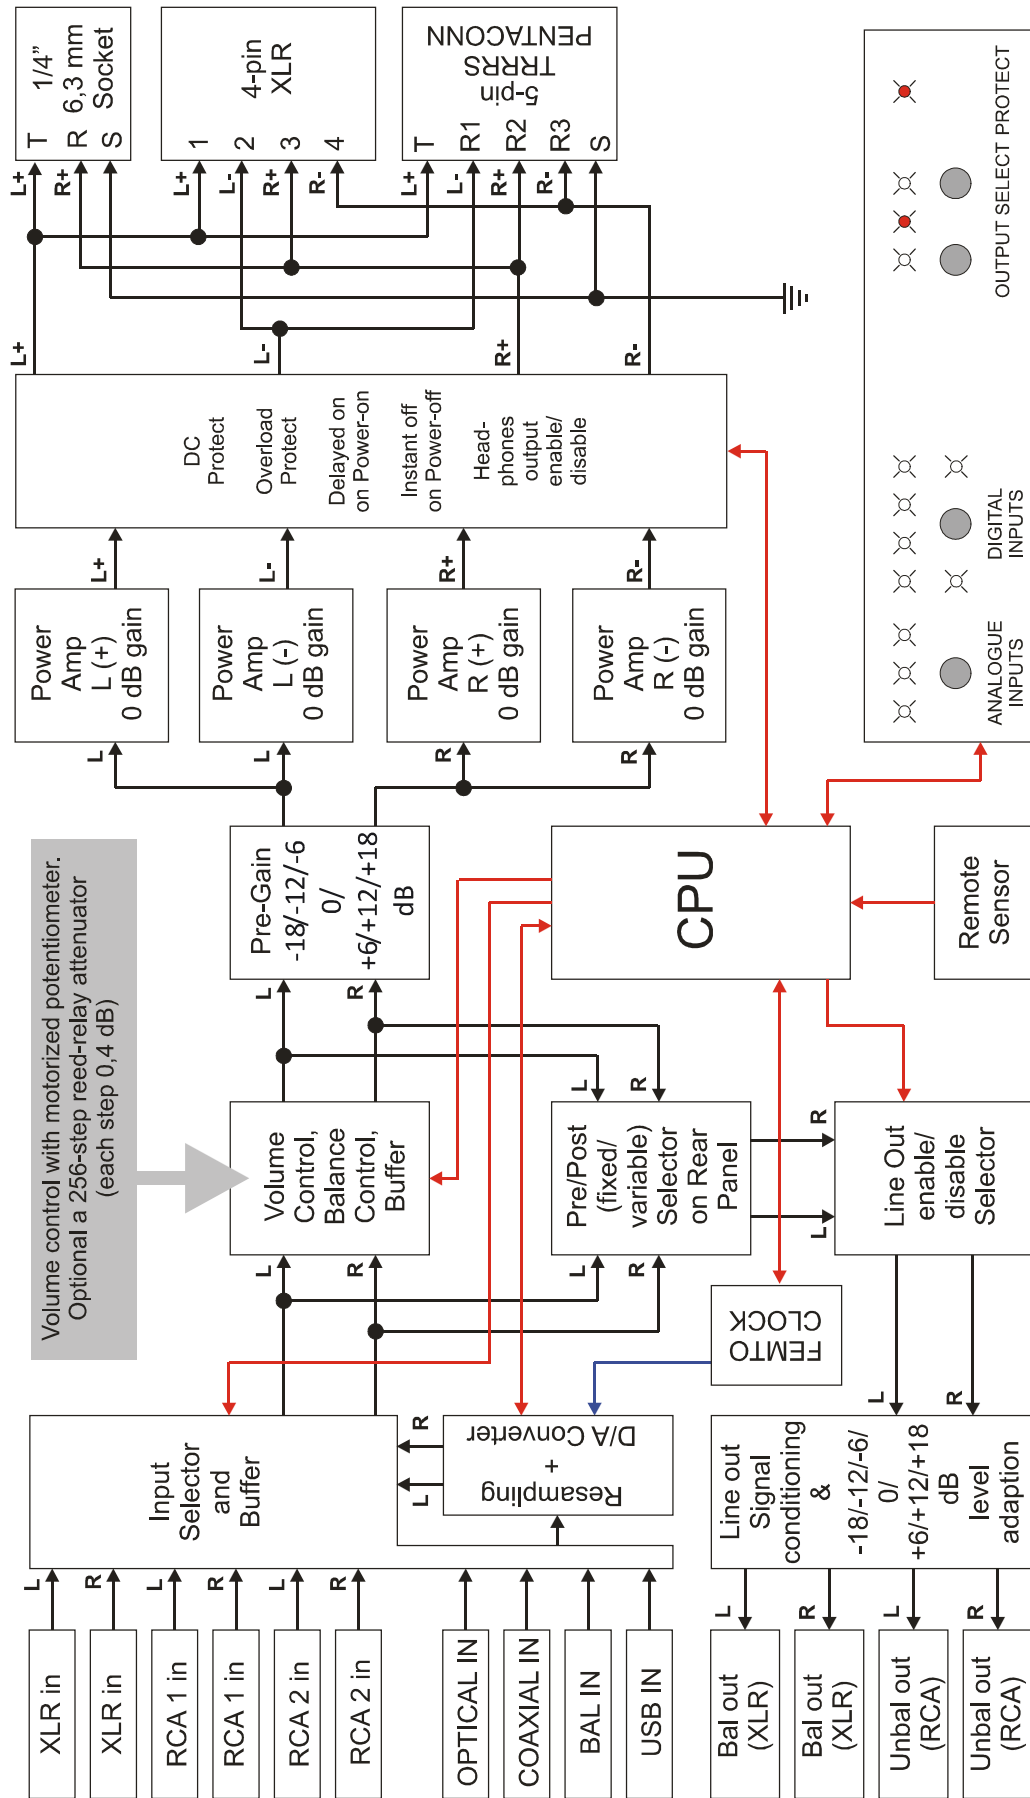 Volume control with motorized potentiometer.
Optional a 256-step reed-relay attenuator
(each step 0,4 dB)
XLR in
XLR in
RCA 1 in
RCA 1 in
RCA 2 in
RCA 2 in
OPTICAL IN
COAXIAL IN
BAL IN
USB IN
L
R
L
R
L
R
Input
Selector
and
Buffer
Resampling
+
D/A Converter
L
R
FEMTO
CLOCK
L
R
Volume
Control,
Balance
Control,
Buffer
L
R
Pre/Post
(fixed/
variable)
Selector
on Rear
Panel
L
R
L
R
L
R
Pre-Gain
-18/-12/-6
0/
+6/+12/+18
dB
L
R
Line Out
enable/
disable
Selector
L
R
Line out
Signal
conditioning
&
-18/-12/-6/
0/
+6/+12/+18
dB
level
adaption
L
R
L
R
Bal out
(XLR)
Bal out
(XLR)
Unbal out
(RCA)
Unbal out
(RCA)
CPU
Remote
Sensor
L
L
R
R
Power
Amp
L (+)
0 dB gain
Power
Amp
L (-)
0 dB gain
Power
Amp
R (+)
0 dB gain
Power
Amp
R (-)
0 dB gain
L+
L-
R+
R-
DC
Protect
Overload
Protect
Delayed on
on Power-on
Instant off
on Power-off
Head-
phones
output
enable/
disable
L+
L-
R+
R-
L+
R+
T
R
S
1/4”
6,3 mm
Socket
L+
L-
R+
R-
1
2
3
4
4-pin
XLR
L+
L-
R+
R-
T
R1
R2
R3
S
5-pin
TRRRS
PENTACONN
ANALOGUE
INPUTS
DIGITAL
INPUTS
OUTPUT SELECT PROTECT